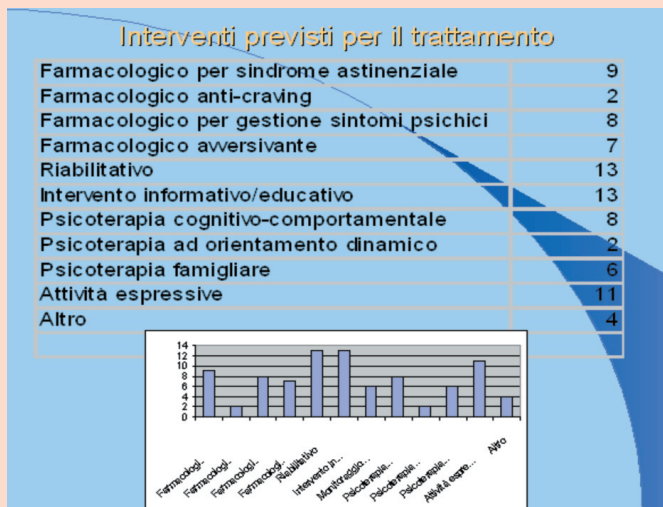 Interventi previsti per il trattamento
Farmacologico per sindrome astinenziale 9
Farmacologico anti-craving 2
Farmacologico per gestione sintomi psichici 8
Farmacologico avversivante 7
Riabilitativo 13
Intervento informativo/educativo 13
Psicoterapia cognitivo-comportamentale 8
Psicoterapia ad orientamento dinamico 2
Psicoterapia famigliare 6
Attività espressive 11
Altro 4
14
12
10
8
6
4
2
0
Farmacologi...
Farmacologi...
Farmacologi...
Farmacologi...
Riabilitativo
Intervento in...
Monitoraggio...
Psicoterapie...
Psicoterapie...
Psicoterapie...
Attività espre...
Altro